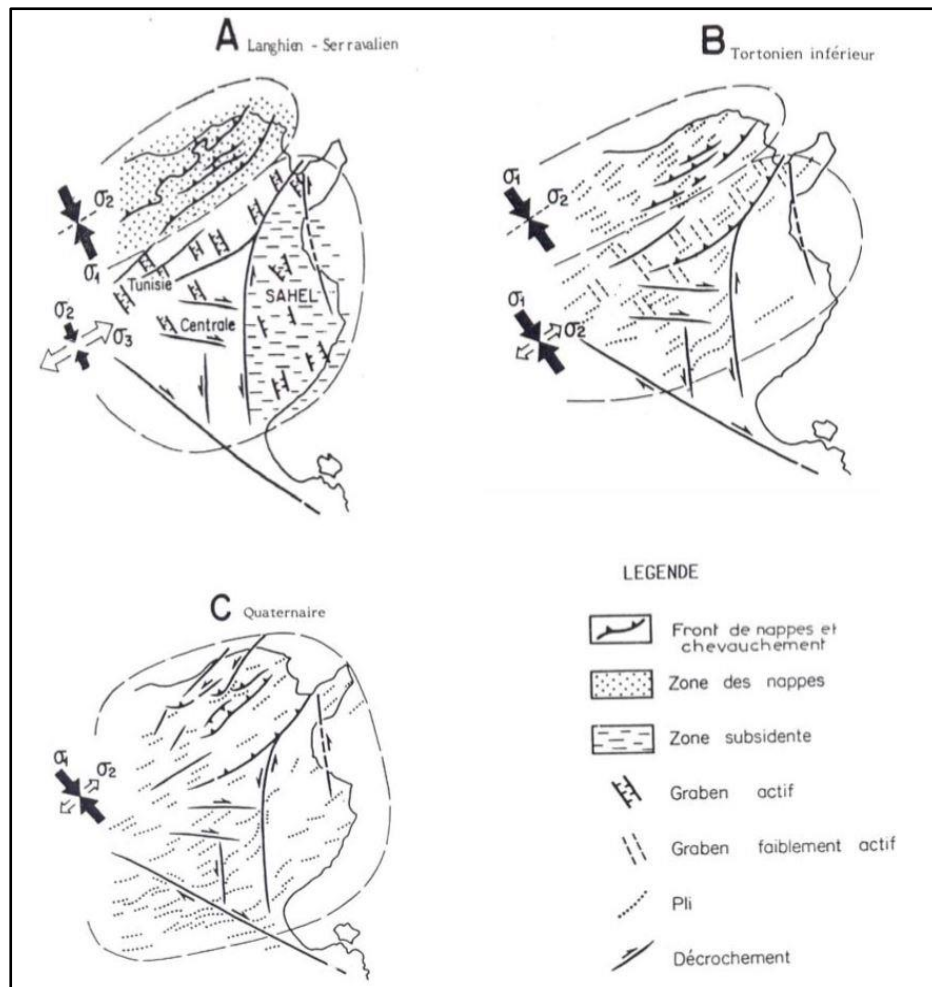 A Langhien - Serravalien
σ2
σ1
σ2
σ3
Tunisie
Centrale
SAHEL
B Tortonien inférieur
σ1
σ2
σ1
σ2
C Quaternaire
σ1
σ2
LEGENDE
Front de nappes et
chevauchement
Zone des nappes
Zone subsidente
Graben actif
Graben faiblement actif
Pli
Décrochement